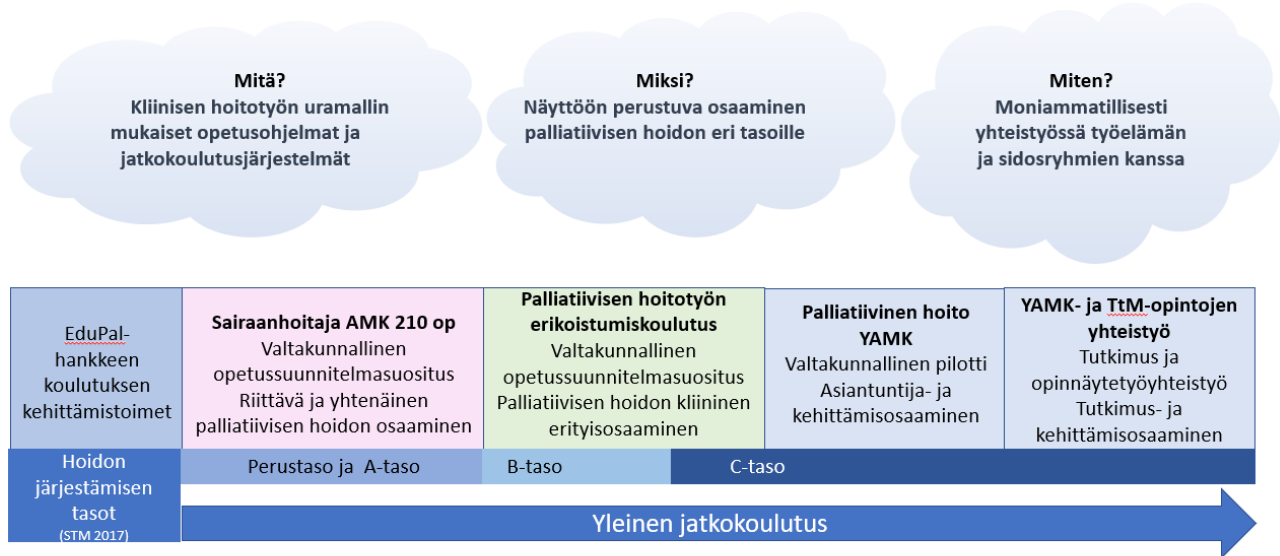 Mitä?
Kliinisen hoitotyön uramallin
mukaiset opetusohjelmat ja
jatkokoulutusjärjestelmät
Miksi?
Näyttöön perustuva osaaminen
palliatiivisen hoidon eri tasoille
Miten?
Moniammatillisesti
yhteistyössä työelämän
ja sidosryhmien kanssa
EduPal-
hankkeen
koulutuksen
kehittämistoimet
Sairaanhoitaja AMK 210 op
Valtakunnallinen
opetussuunnitelmasuositus
Riittävä ja yhtenäinen
palliatiivisen hoidon osaaminen
Palliatiivisen hoitotyön
erikoistumiskoulutus
Valtakunnallinen
opetussuunnitelmasuositus
Palliatiivisen hoidon kliininen
erityisosaaminen
Palliatiivinen hoito
YAMK
Valtakunnallinen pilotti
Asiantuntija- ja
kehittämisosaaminen
YAMK- ja TtM-opintojen
yhteistyö
Tutkimus ja
opinnäytetyöyhteistyö
Tutkimus- ja
kehittämisosaaminen
Hoidon
järjestämisen
tasot
(STM 2017)
Perustaso ja A-taso
B-taso
C-taso
Yleinen jatkokoulutus